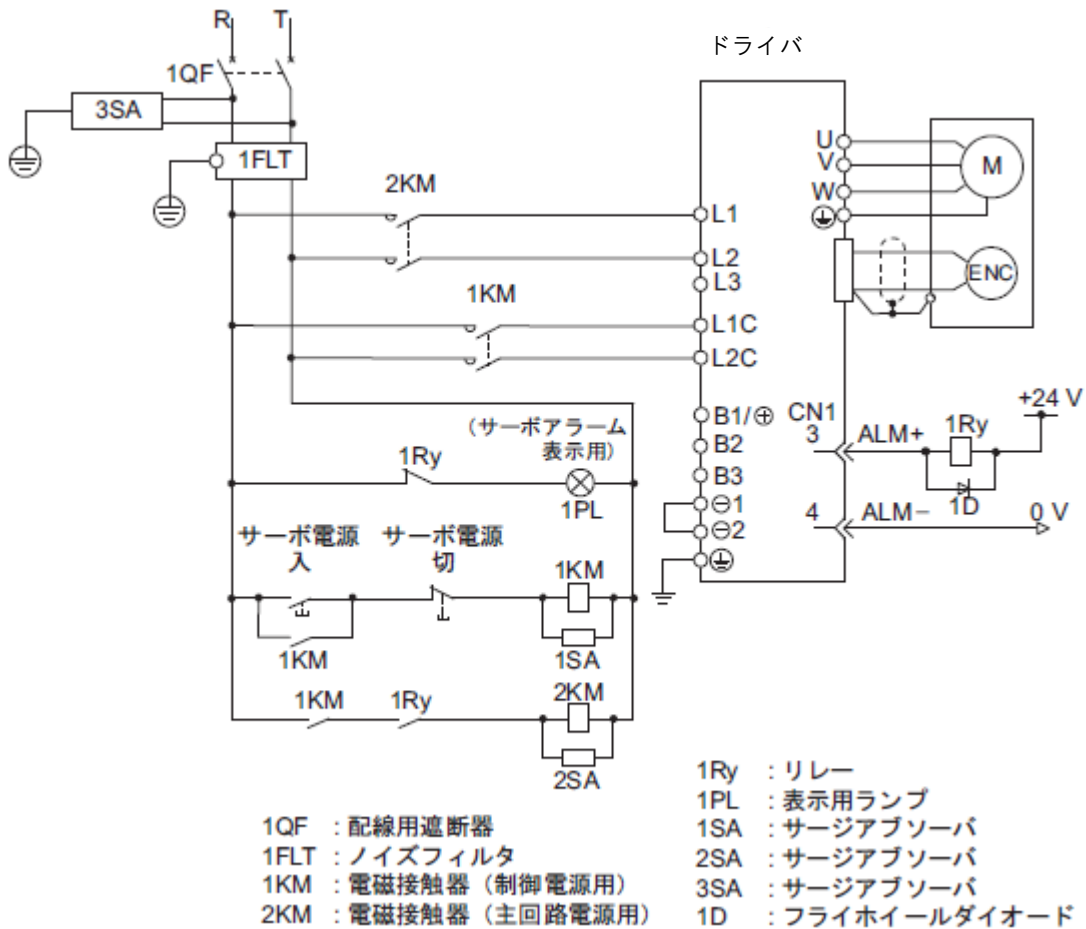 R T
ドライバ
1QF
3SA
1FLT
2KM
L1
L2
L3
1KM
L1C
L2C
U
V
W
M
ENC
B1/⊕
B2
B3
⊖1
⊖2
CN1
3
ALM+
1Ry
+24 V
1D
4
ALM−
0 V
(サーボアラーム
表示用)
1Ry
1PL
サーボ電源
入
サーボ電源
切
1KM
1KM
1SA
1KM
1Ry
2KM
2SA
1QF : 配線用遮断器
1FLT : ノイズフィルタ
1KM : 電磁接触器（制御電源用）
2KM : 電磁接触器（主回路電源用）
1Ry : リレー
1PL : 表示用ランプ
1SA : サージアブソーバ
2SA : サージアブソーバ
3SA : サージアブソーバ
1D : フライホイールダイオード